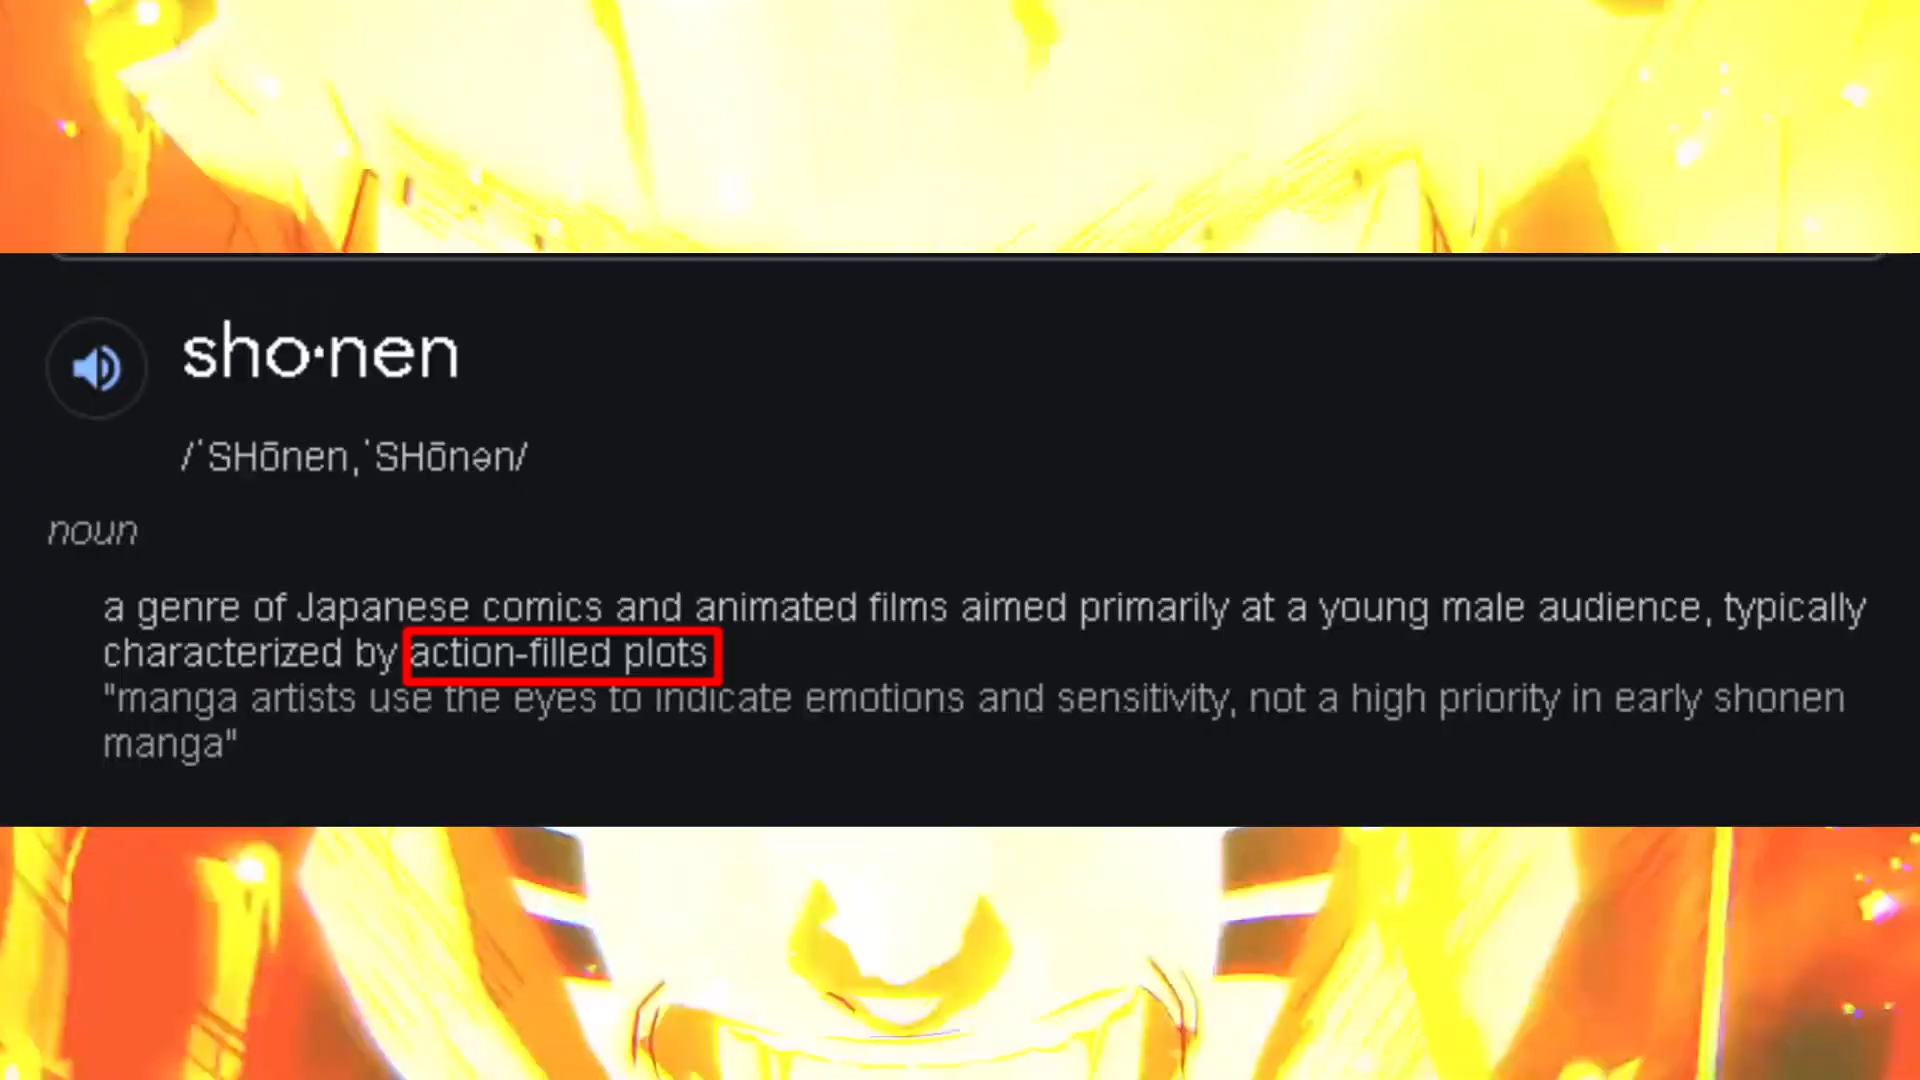 sho·nen
/ˈSHōnen,ˈSHōnən/
noun
a genre of Japanese comics and animated films aimed primarily at a young male audience, typically
characterized by action-filled plots
"manga artists use the eyes to indicate emotions and sensitivity, not a high priority in early shonen
manga"